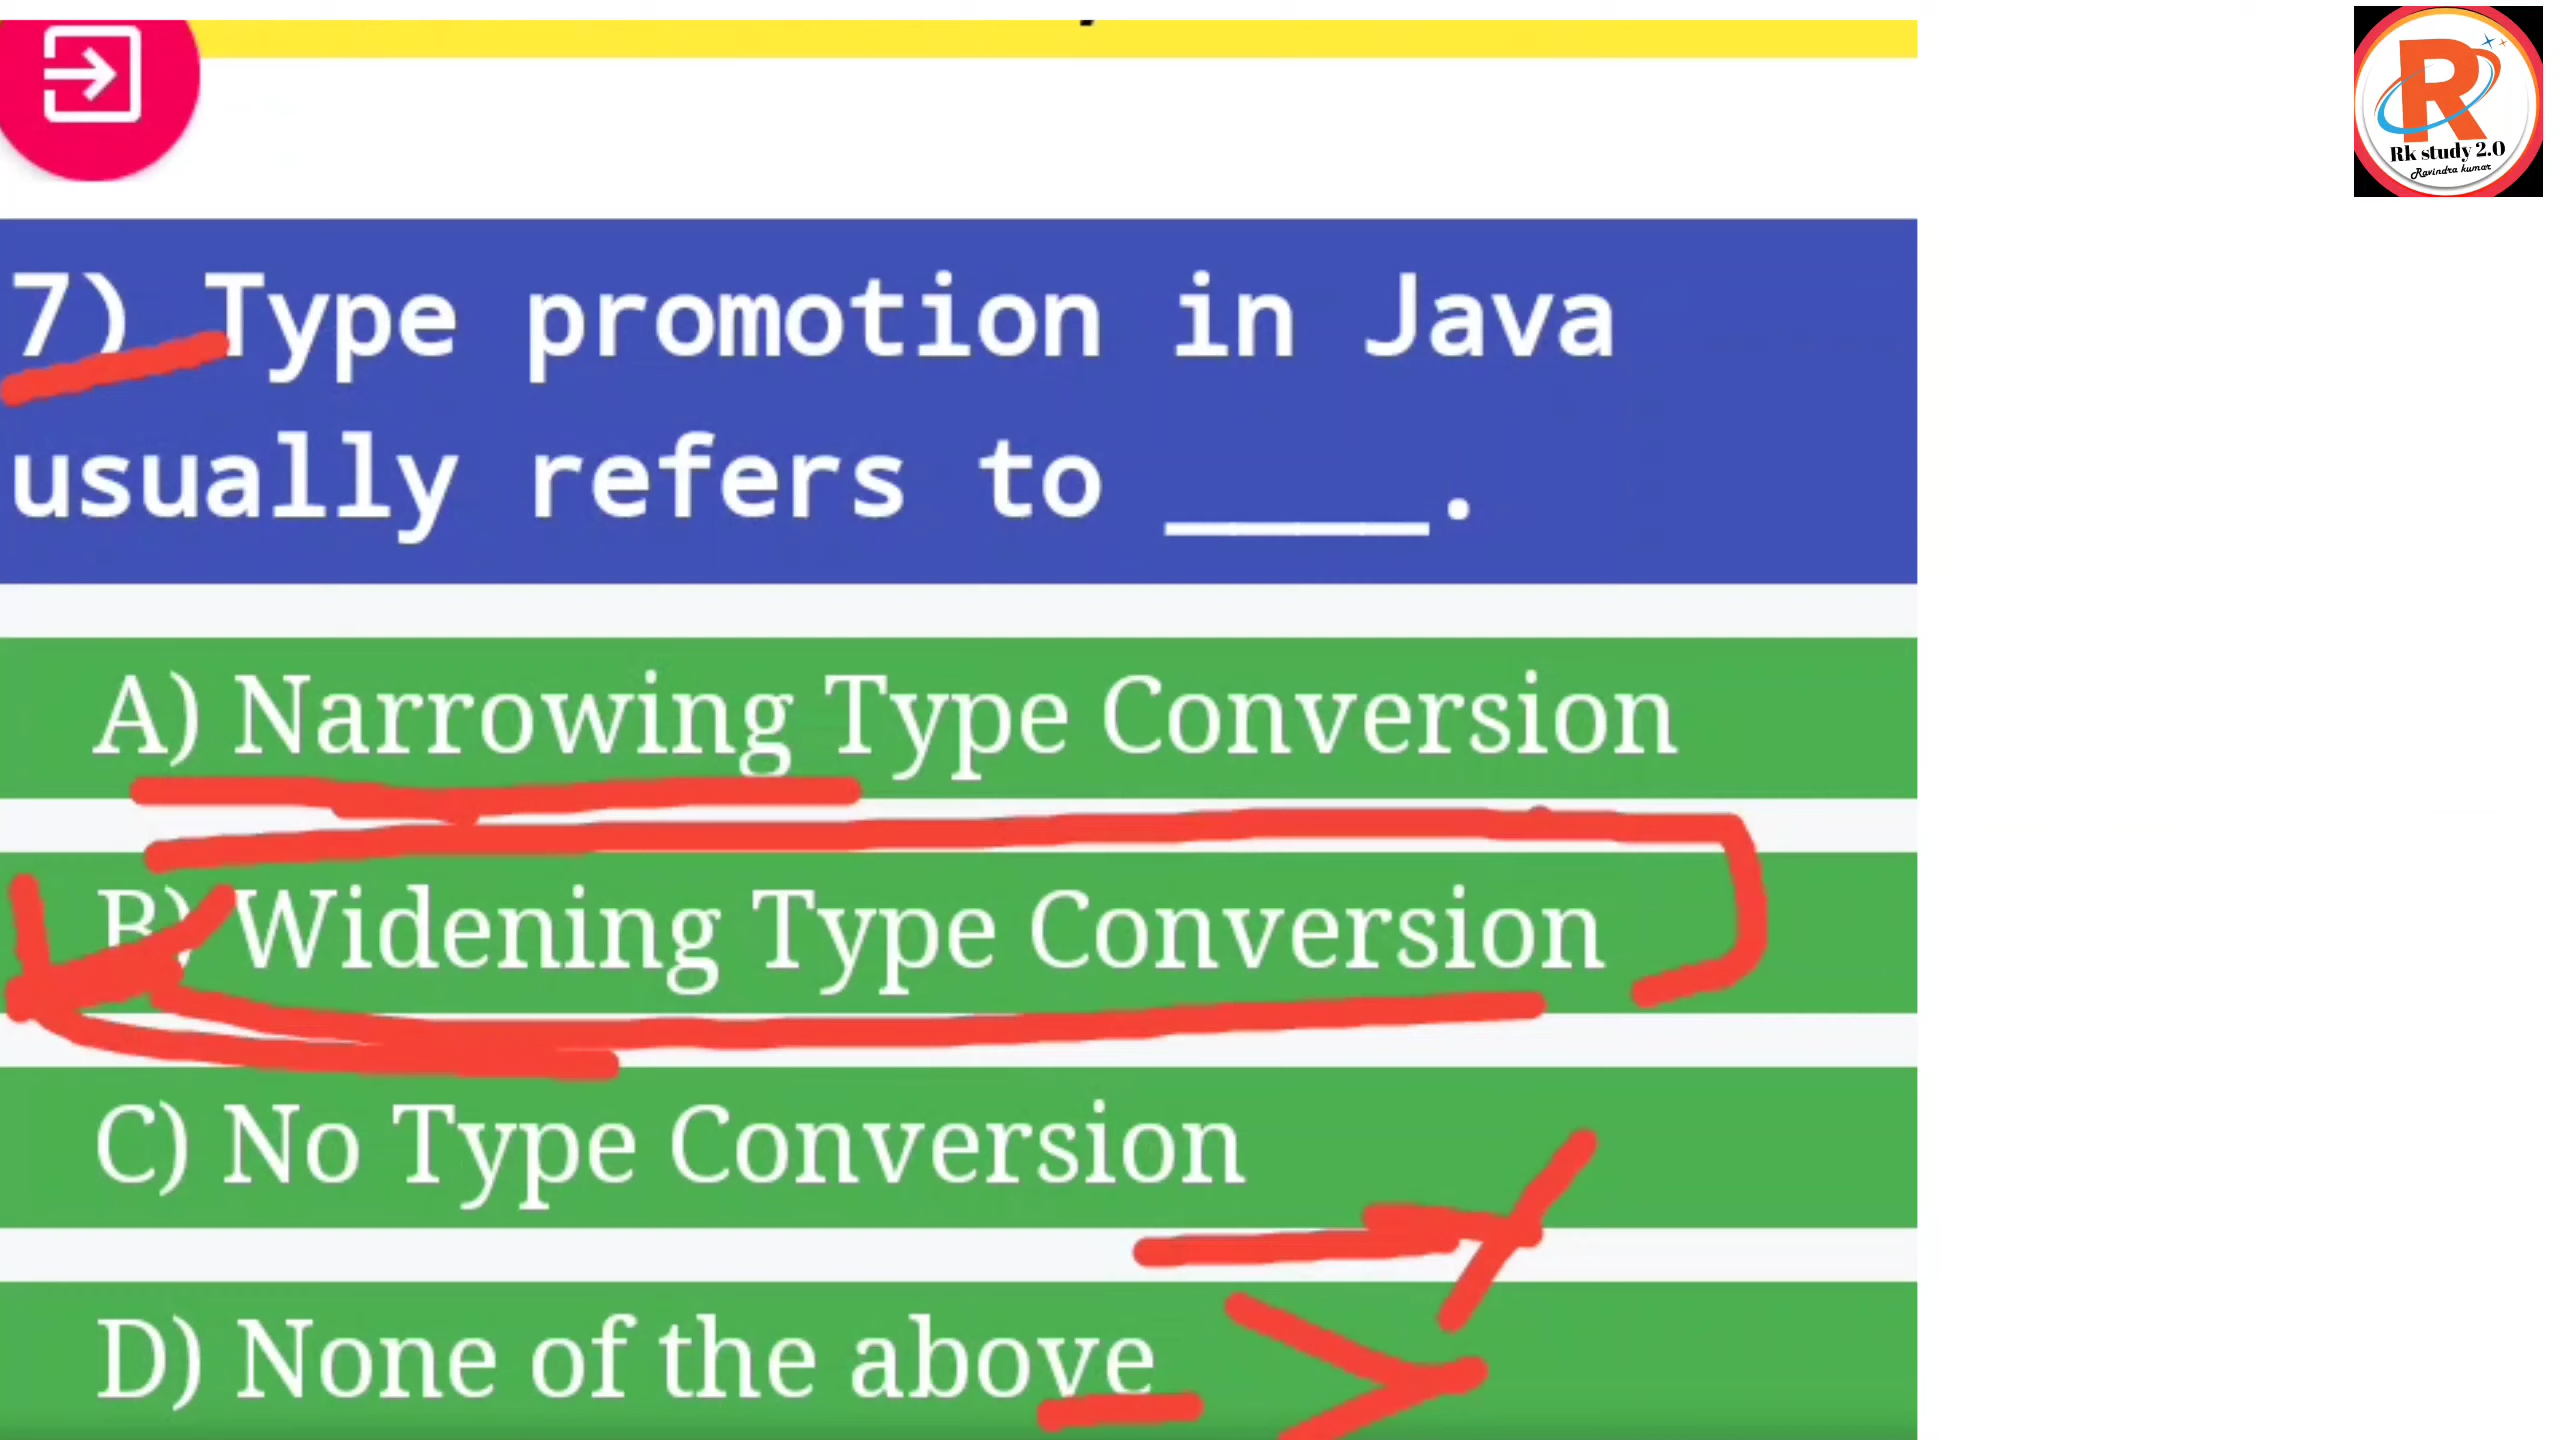 Rk study 2.0
Ravindra kumar
7) Type promotion in Java
usually refers to ____.
A) Narrowing Type Conversion
B) Widening Type Conversion
C) No Type Conversion
D) None of the above